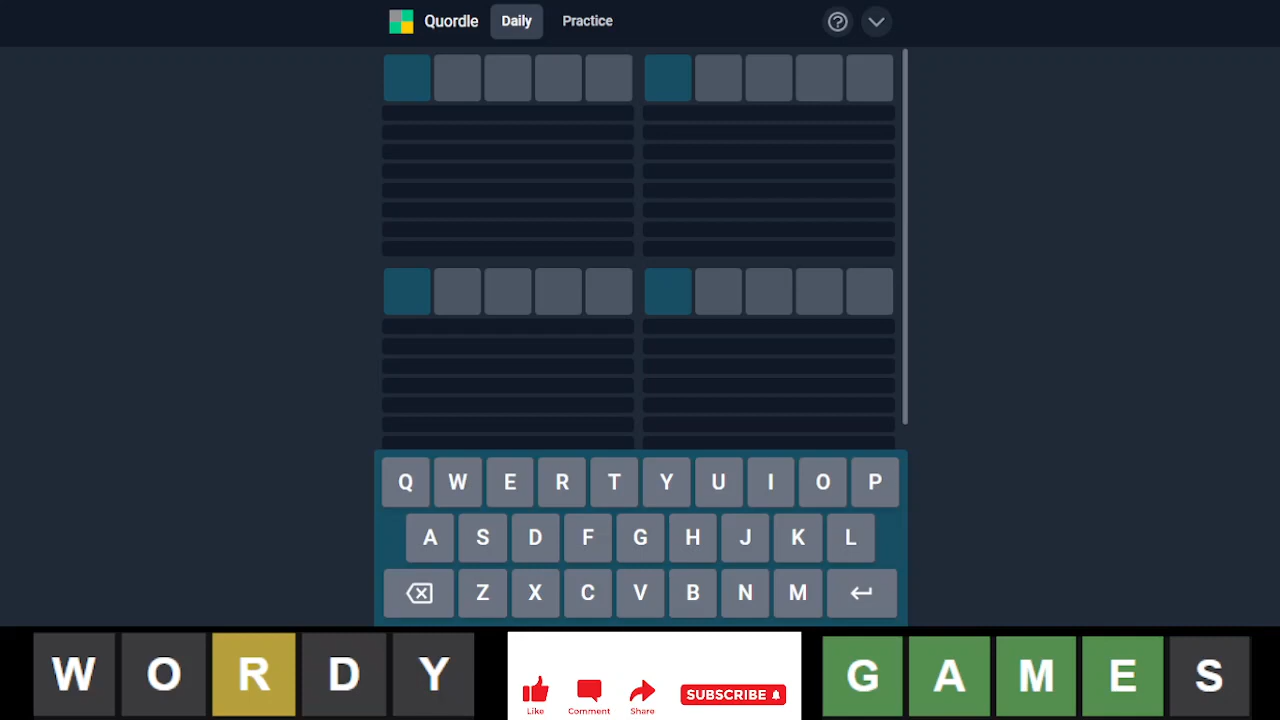 Quordle Daily Practice
Q W E R T Y U I O P
A S D F G H J K L
Z X C V B N M
W O R D Y
Like Comment Share SUBSCRIBE
G A M E S